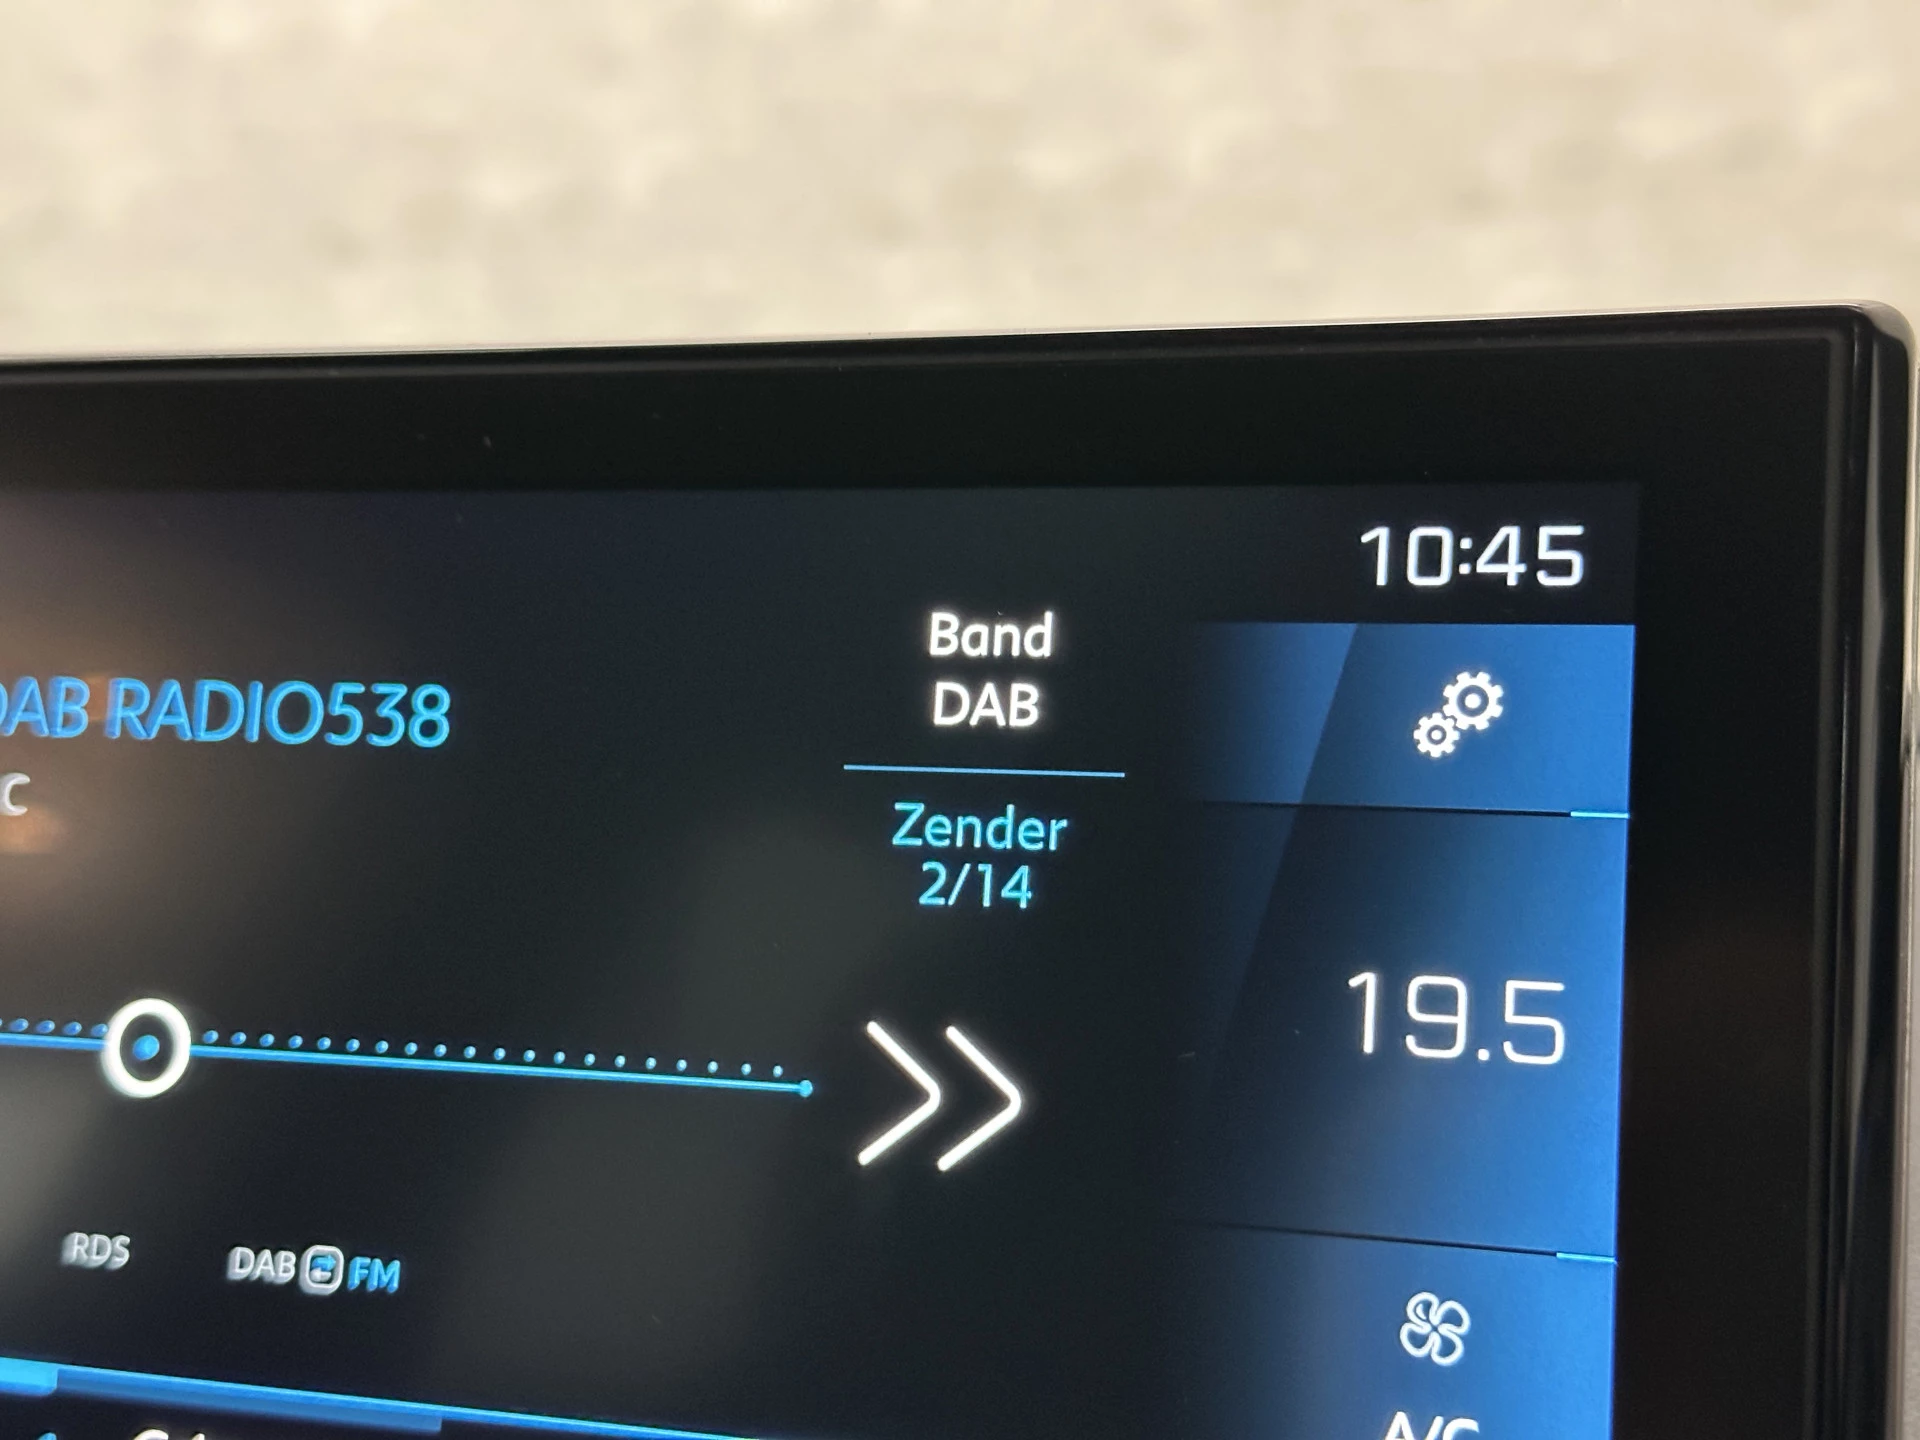 10:45
Band
DAB
DAB RADIO538
Zender
2/14
19.5
RDS
DAB FM
A/C